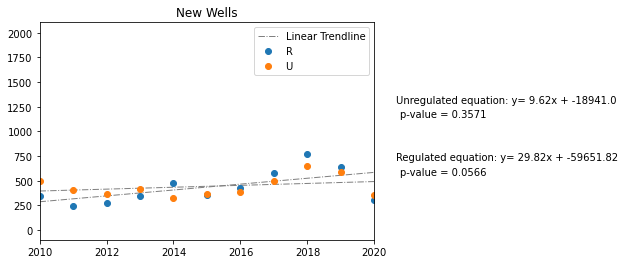 New Wells
2000
1750
1500
1250
1000
750
500
250
0
2010
2012
2014
2016
2018
2020
Linear Trendline
R
U
Unregulated equation: y= 9.62x + -18941.0
p-value = 0.3571
Regulated equation: y= 29.82x + -59651.82
p-value = 0.0566